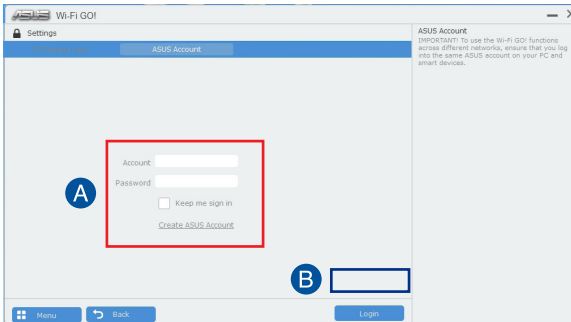 ASUS Wi-Fi GO!
Settings
ASUS Account
Account
Password
Keep me sign in
Create ASUS Account
A
B
Menu
Back
Login
ASUS Account
IMPORTANT! To use the Wi-Fi GO! functions
across different networks, ensure that you log
into the same ASUS account on your PC and
smart devices.